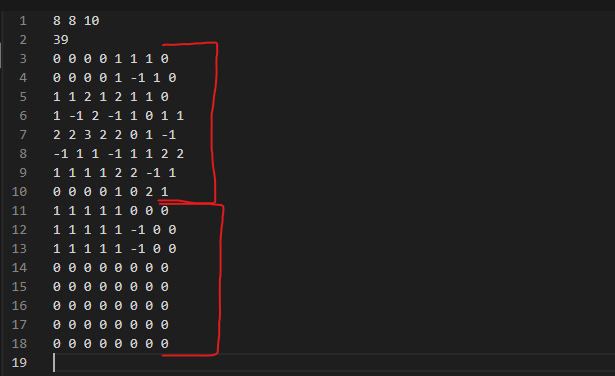 1 8 8 10
2 39
3 0 0 0 0 1 1 1 0
4 0 0 0 0 1 -1 1 0
5 1 1 2 1 2 1 1 0
6 1 -1 2 -1 1 0 1 1
7 2 2 3 2 2 0 1 -1
8 -1 1 1 -1 1 1 2 2
9 1 1 1 1 2 2 -1 1
10 0 0 0 0 1 0 2 1
11 1 1 1 1 1 0 0 0
12 1 1 1 1 1 -1 0 0
13 1 1 1 1 1 -1 0 0
14 0 0 0 0 0 0 0 0
15 0 0 0 0 0 0 0 0
16 0 0 0 0 0 0 0 0
17 0 0 0 0 0 0 0 0
18 0 0 0 0 0 0 0 0
19